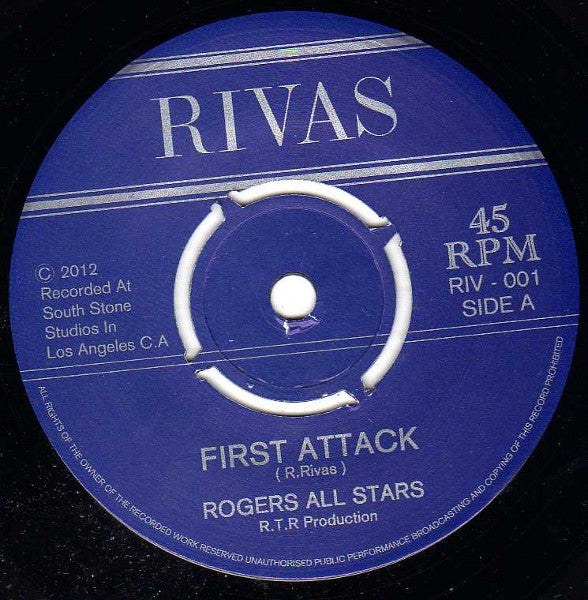 RIVAS
© 2012
Recorded At
South Stone
Studios In
Los Angeles C.A
45
RPM
RIV - 001
SIDE A
FIRST ATTACK
( R.Rivas )
ROGERS ALL STARS
R.T.R Production
ALL RIGHTS OF THE OWNER OF THE RECORDED WORK RESERVED UNAUTHORISED PUBLIC PERFORMANCE BROADCASTING AND COPYING OF THIS RECORD PROHIBITED